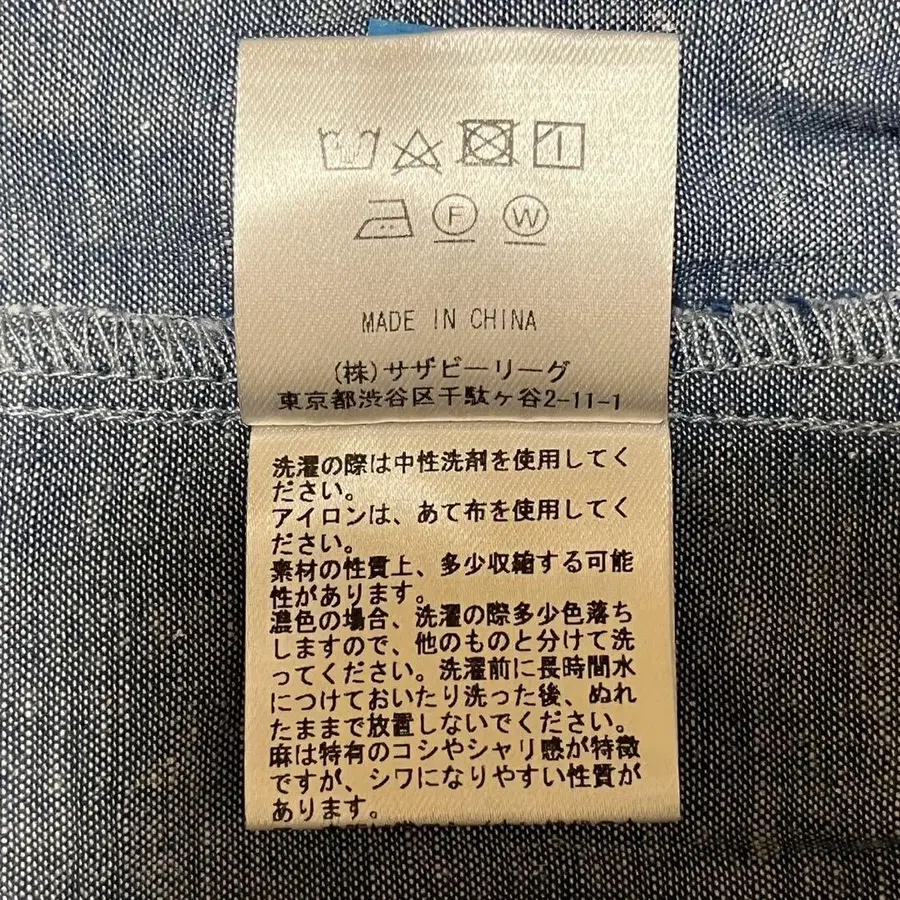 F W
MADE IN CHINA
(株)サザビーリーグ
東京都渋谷区千駄ヶ谷2-11-1
洗濯の際は中性洗剤を使用してく
ださい。
アイロンは、あて布を使用してく
ださい。
素材の性質上、多少収縮する可能
性があります。
濃色の場合、洗濯の際多少色落ち
しますので、他のものと分けて洗
ってください。洗濯前に長時間水
につけておいたり洗った後、ぬれ
たままで放置しないでください。
麻は特有のコシやシャリ感が特徴
ですが、シワになりやすい性質が
あります。